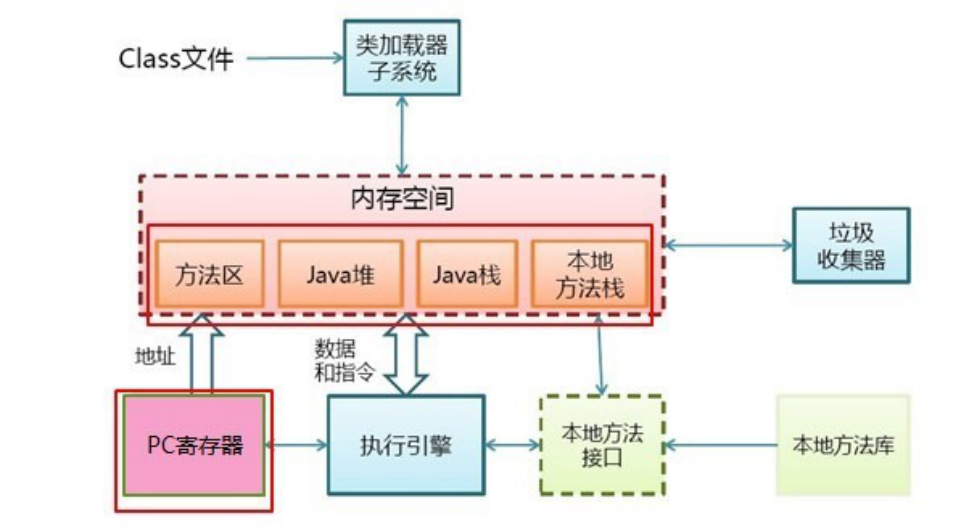 Class文件
类加载器
子系统
内存空间
方法区
Java堆
Java栈
本地
方法栈
垃圾
收集器
地址
数据
和指令
PC寄存器
执行引擎
本地方法
接口
本地方法库